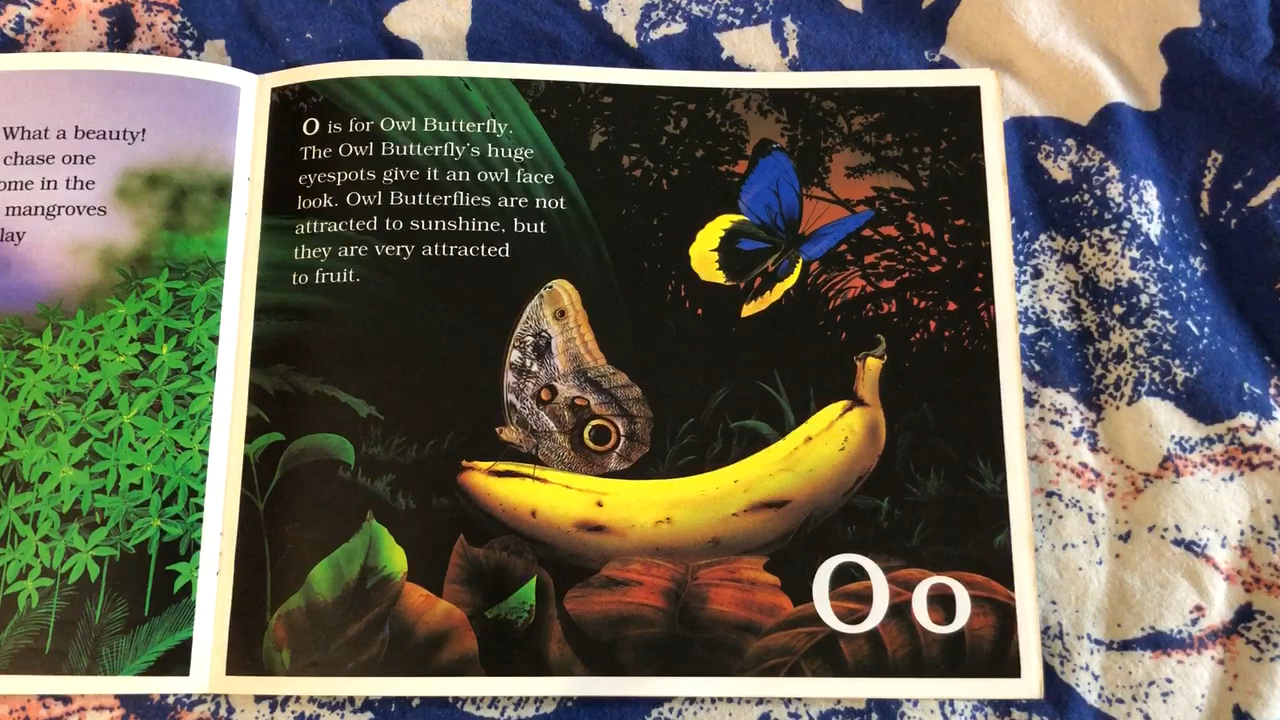 What a beauty!
chase one
ome in the
mangroves
lay
O is for Owl Butterfly.
The Owl Butterfly's huge
eyespots give it an owl face
look. Owl Butterflies are not
attracted to sunshine, but
they are very attracted
to fruit.
Oo